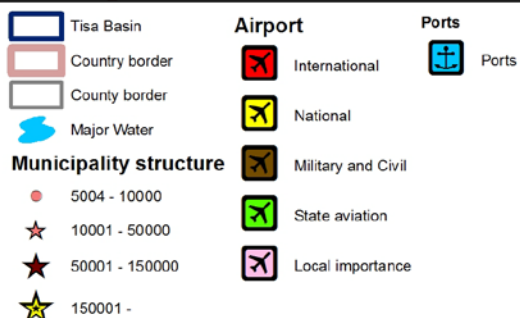 Tisa Basin
Country border
County border
Major Water
Municipality structure
5004 - 10000
10001 - 50000
50001 - 150000
150001 -
Airport
International
National
Military and Civil
State aviation
Local importance
Ports
Ports